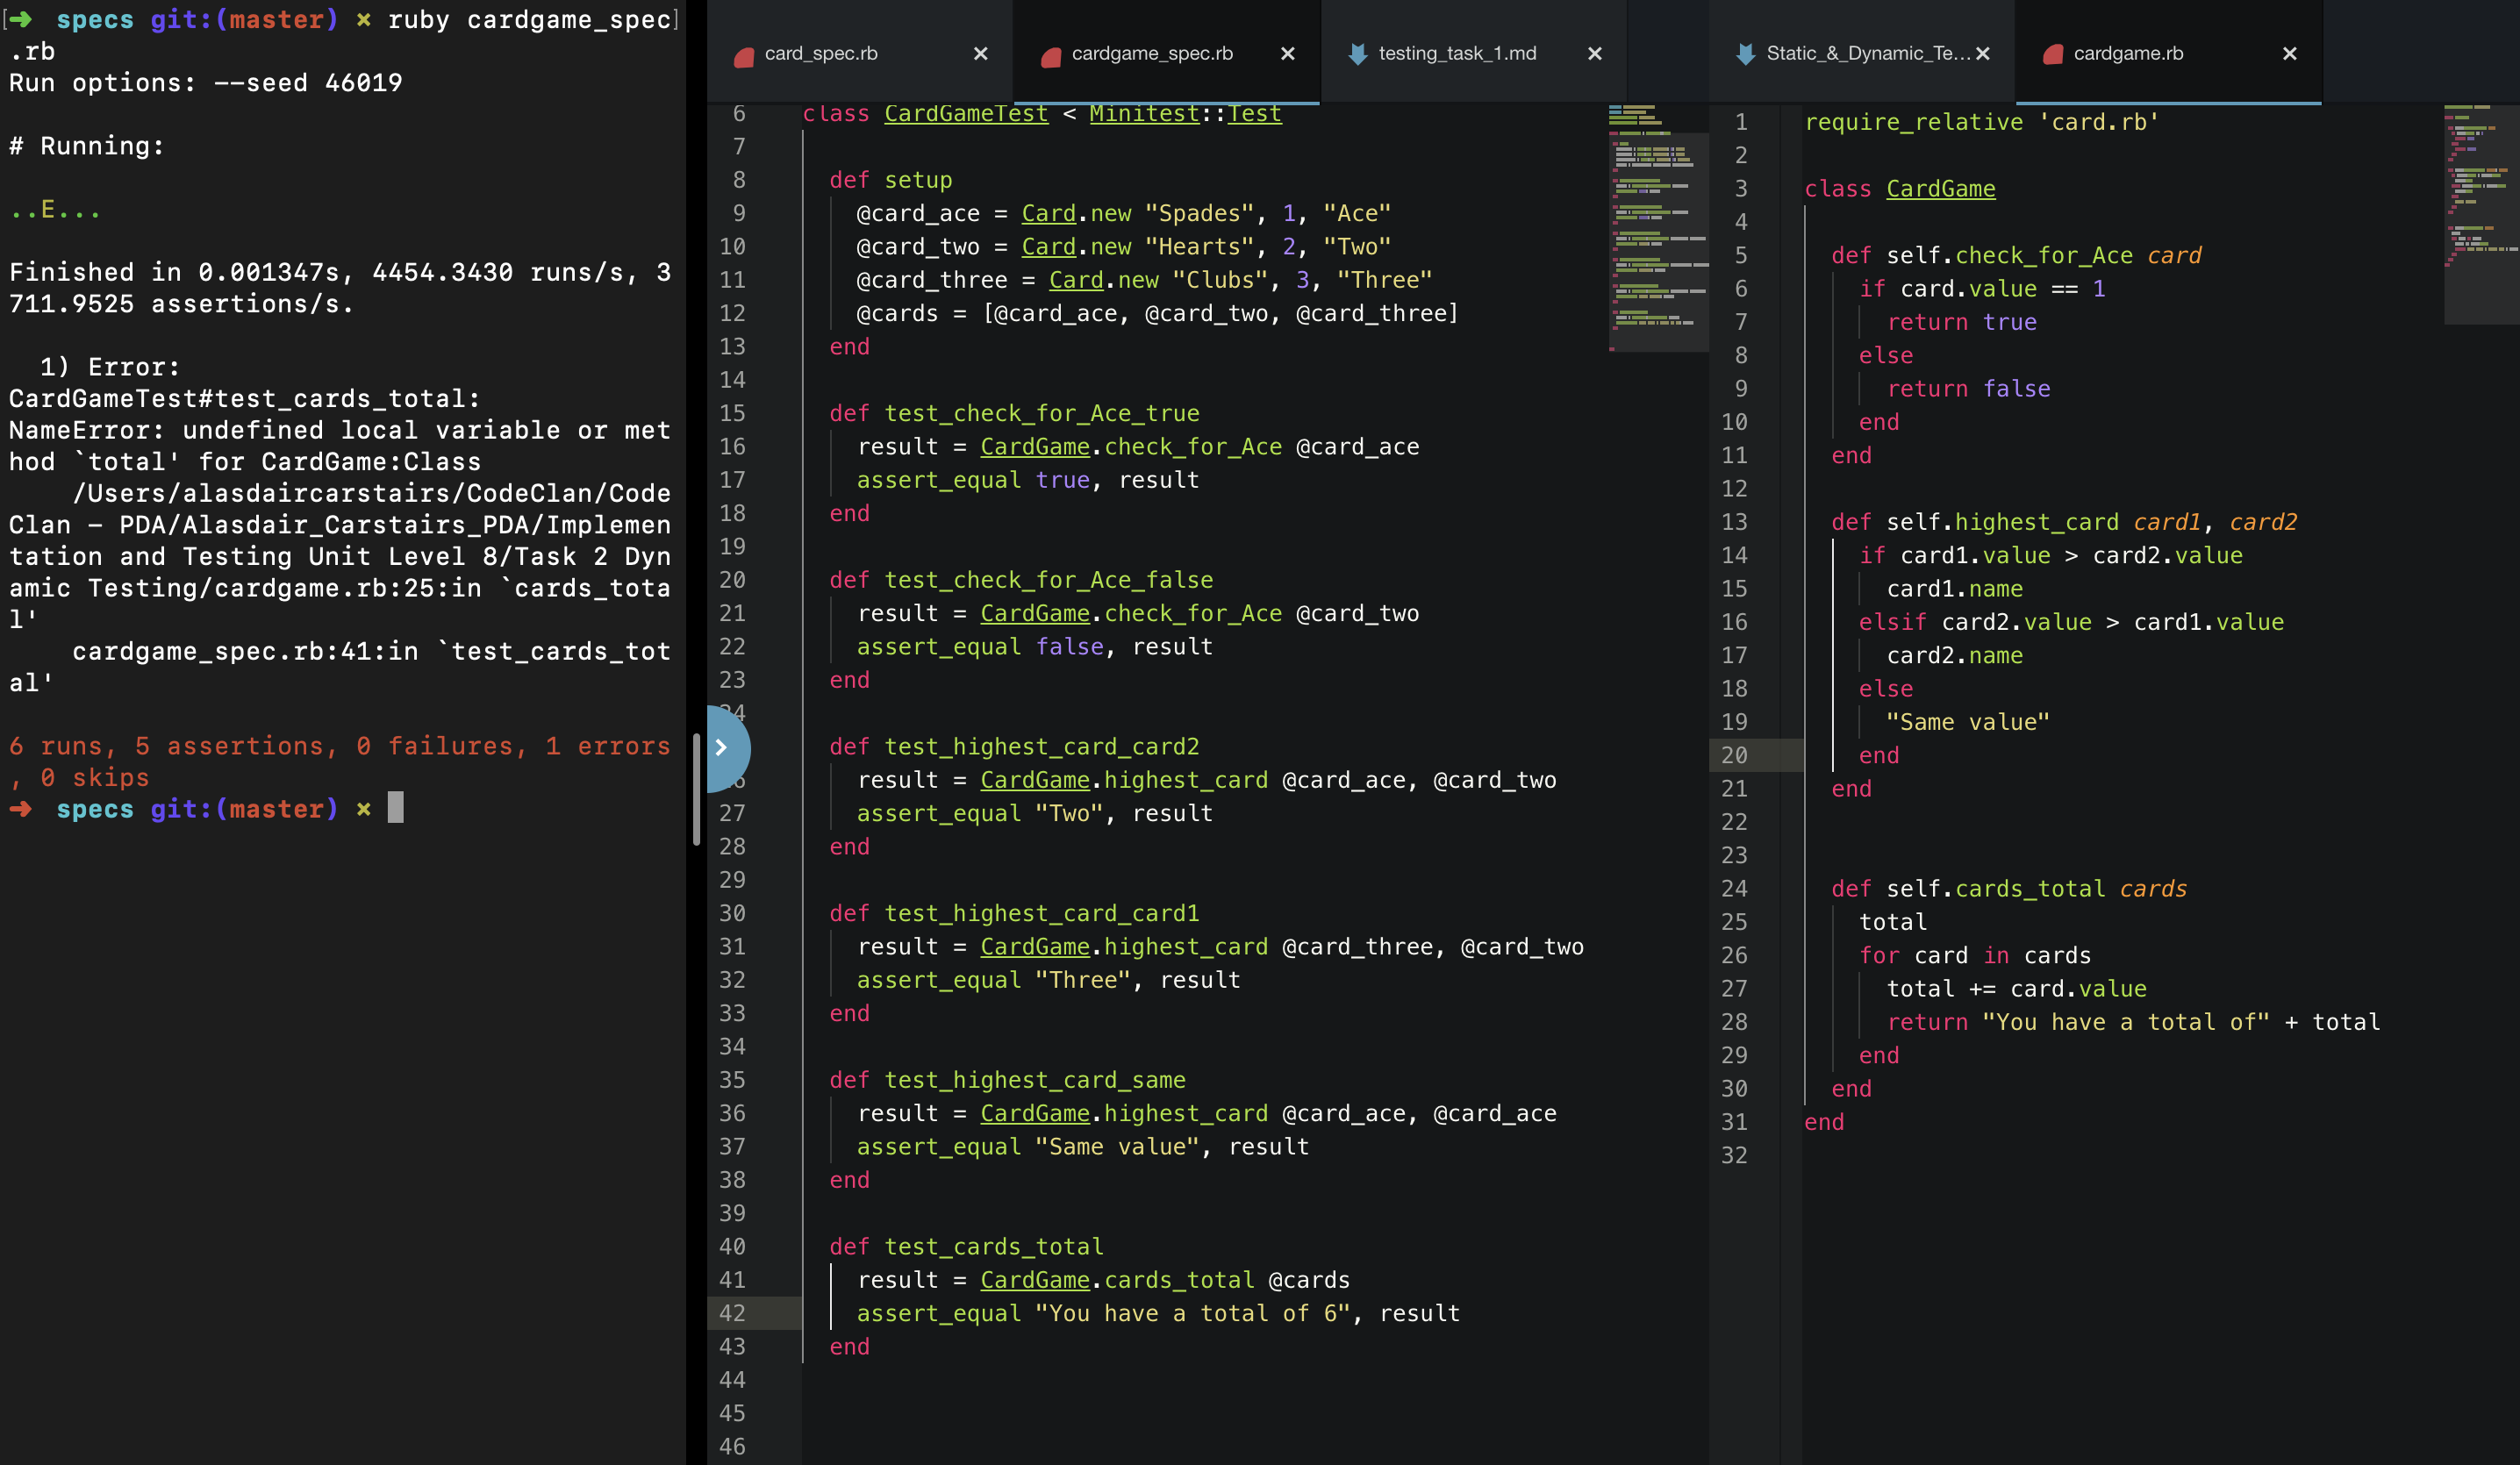 [➜ specs git:(master) × ruby cardgame_spec]
.rb
Run options: --seed 46019
# Running:
..E...
Finished in 0.001347s, 4454.3430 runs/s, 3
711.9525 assertions/s.
1) Error:
CardGameTest#test_cards_total:
NameError: undefined local variable or met
hod `total' for CardGame:Class
/Users/alasdaircarstairs/CodeClan/Code
Clan - PDA/Alasdair_Carstairs_PDA/Implemen
tation and Testing Unit Level 8/Task 2 Dyn
amic Testing/cardgame.rb:25:in `cards_tota
l'
cardgame_spec.rb:41:in `test_cards_tot
al'
6 runs, 5 assertions, 0 failures, 1 errors
, 0 skips
➜ specs git:(master) ×
card_spec.rb ×
cardgame_spec.rb ×
testing_task_1.md ×
6 class CardGameTest < Minitest::Test
7
8 def setup
9 @card_ace = Card.new "Spades", 1, "Ace"
10 @card_two = Card.new "Hearts", 2, "Two"
11 @card_three = Card.new "Clubs", 3, "Three"
12 @cards = [@card_ace, @card_two, @card_three]
13 end
14
15 def test_check_for_Ace_true
16 result = CardGame.check_for_Ace @card_ace
17 assert_equal true, result
18 end
19
20 def test_check_for_Ace_false
21 result = CardGame.check_for_Ace @card_two
22 assert_equal false, result
23 end
24
def test_highest_card_card2
result = CardGame.highest_card @card_ace, @card_two
27 assert_equal "Two", result
28 end
29
30 def test_highest_card_card1
31 result = CardGame.highest_card @card_three, @card_two
32 assert_equal "Three", result
33 end
34
35 def test_highest_card_same
36 result = CardGame.highest_card @card_ace, @card_ace
37 assert_equal "Same value", result
38 end
39
40 def test_cards_total
41 result = CardGame.cards_total @cards
42 assert_equal "You have a total of 6", result
43 end
44
45
46
Static_&_Dynamic_Te... ×
cardgame.rb ×
1 require_relative 'card.rb'
2
3 class CardGame
4
5 def self.check_for_Ace card
6 if card.value == 1
7 return true
8 else
9 return false
10 end
11 end
12
13 def self.highest_card card1, card2
14 if card1.value > card2.value
15 card1.name
16 elsif card2.value > card1.value
17 card2.name
18 else
19 "Same value"
20 end
21 end
22
23
24 def self.cards_total cards
25 total
26 for card in cards
27 total += card.value
28 return "You have a total of" + total
29 end
30 end
31 end
32